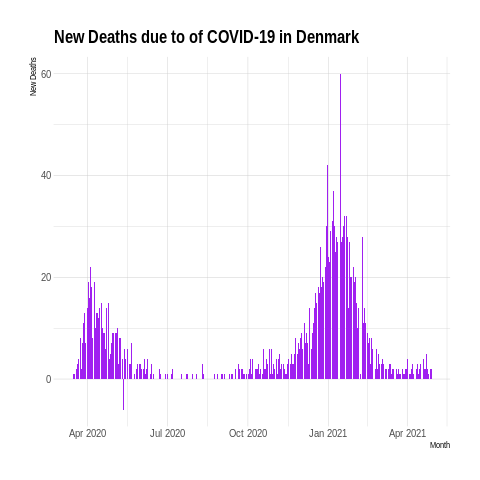 New Deaths due to of COVID-19 in Denmark
New Deaths
60
40
20
0
Apr 2020 Jul 2020 Oct 2020 Jan 2021 Apr 2021
Month